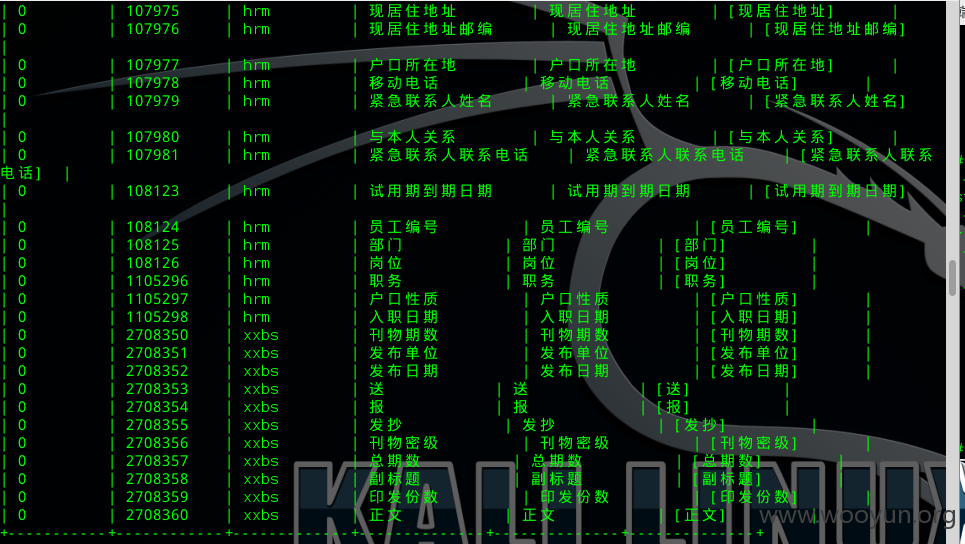 | 0 | 107975 | hrm | 现居住地址 | 现居住地址 | [现居住地址] |
| 0 | 107976 | hrm | 现居住地址邮编 | 现居住地址邮编 | [现居住地址邮编]
|
| 0 | 107977 | hrm | 户口所在地 | 户口所在地 | [户口所在地] |
| 0 | 107978 | hrm | 移动电话 | 移动电话 | [移动电话] |
| 0 | 107979 | hrm | 紧急联系人姓名 | 紧急联系人姓名 | [紧急联系人姓名]
|
| 0 | 107980 | hrm | 与本人关系 | 与本人关系 | [与本人关系] |
| 0 | 107981 | hrm | 紧急联系人联系电话 | 紧急联系人联系电话 | [紧急联系人联系
电话] |
| 0 | 108123 | hrm | 试用期到期日期 | 试用期到期日期 | [试用期到期日期]
|
| 0 | 108124 | hrm | 员工编号 | 员工编号 | [员工编号] |
| 0 | 108125 | hrm | 部门 | 部门 | [部门] |
| 0 | 108126 | hrm | 岗位 | 岗位 | [岗位] |
| 0 | 1105296 | hrm | 职务 | 职务 | [职务] |
| 0 | 1105297 | hrm | 户口性质 | 户口性质 | [户口性质] |
| 0 | 1105298 | hrm | 入职日期 | 入职日期 | [入职日期] |
| 0 | 2708350 | xxbs | 刊物期数 | 刊物期数 | [刊物期数] |
| 0 | 2708351 | xxbs | 发布单位 | 发布单位 | [发布单位] |
| 0 | 2708352 | xxbs | 发布日期 | 发布日期 | [发布日期] |
| 0 | 2708353 | xxbs | 送 | 送 | [送] |
| 0 | 2708354 | xxbs | 报 | 报 | [报] |
| 0 | 2708355 | xxbs | 发抄 | 发抄 | [发抄] |
| 0 | 2708356 | xxbs | 刊物密级 | 刊物密级 | [刊物密级] |
| 0 | 2708357 | xxbs | 总期数 | 总期数 | [总期数] |
| 0 | 2708358 | xxbs | 副标题 | 副标题 | [副标题] |
| 0 | 2708359 | xxbs | 印发份数 | 印发份数 | [印发份数] |
| 0 | 2708360 | xxbs | 正文 | 正文 | [正文] |
KALI LINUX
www.wooyun.org